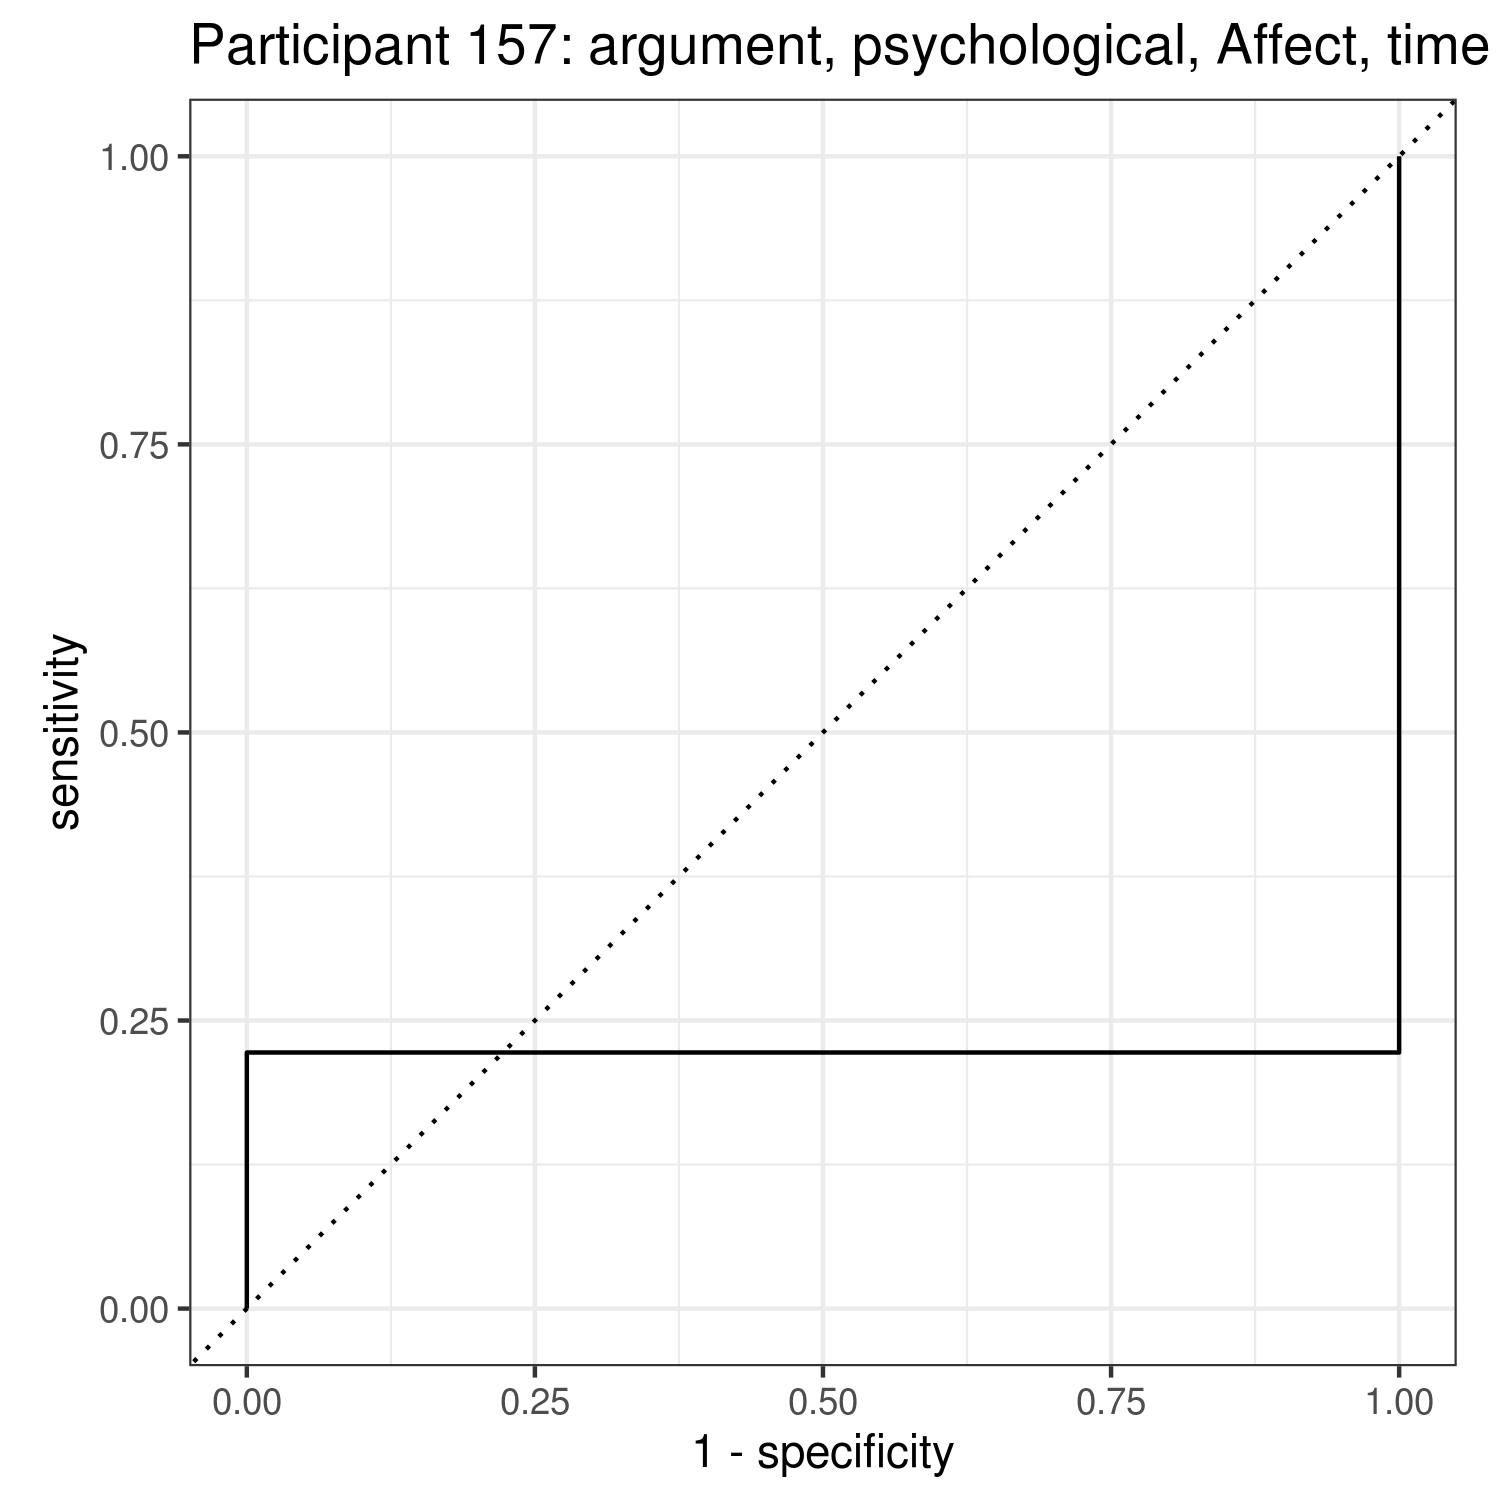 Participant 157: argument, psychological, Affect, time
1.00
0.75
0.50
0.25
0.00
sensitivity
0.00 0.25 0.50 0.75 1.00
1 - specificity